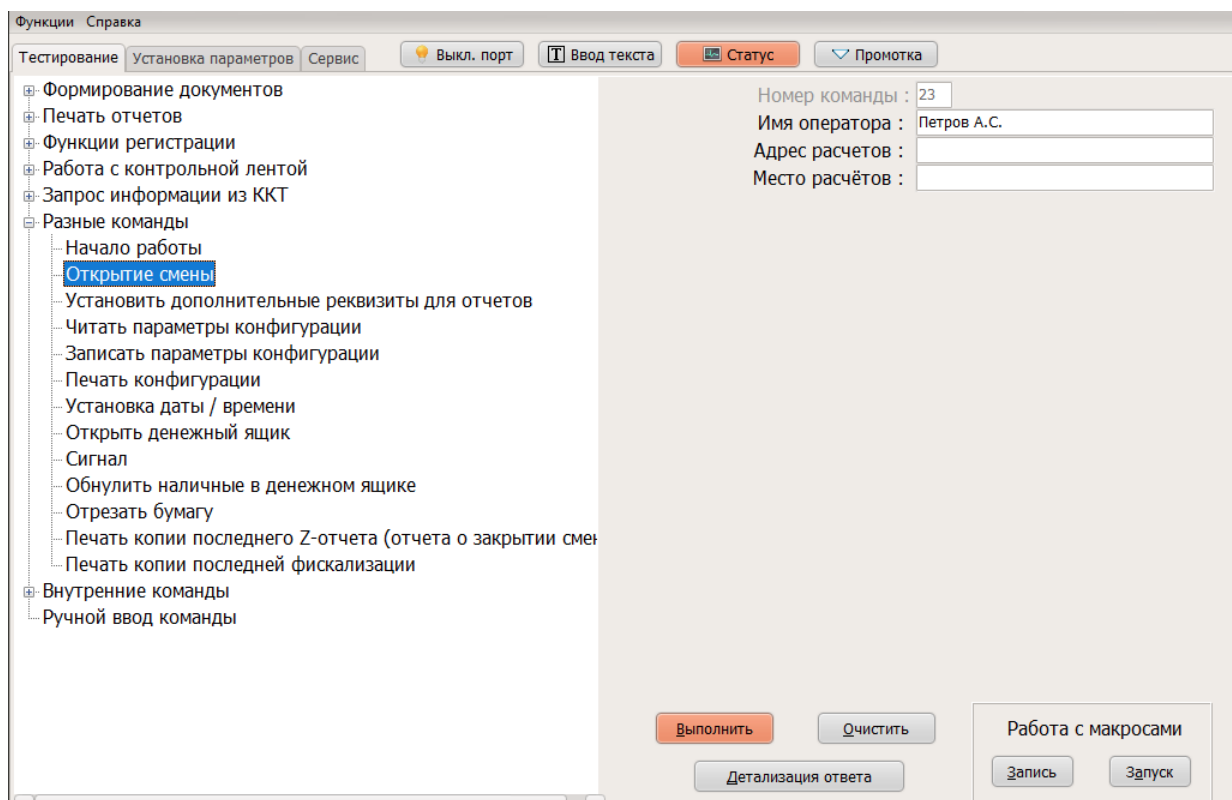 Функции Справка
Тестирование Установка параметров Сервис Выкл. порт T Ввод текста Статус Промотка
Формирование документов
Печать отчетов
Функции регистрации
Работа с контрольной лентой
Запрос информации из ККТ
Разные команды
Начало работы
Открытие смены
Установить дополнительные реквизиты для отчетов
Читать параметры конфигурации
Записать параметры конфигурации
Печать конфигурации
Установка даты / времени
Открыть денежный ящик
Сигнал
Обнулить наличные в денежном ящике
Отрезать бумагу
Печать копии последнего Z-отчета (отчета о закрытии смен
Печать копии последней фискализации
Внутренние команды
Ручной ввод команды
Номер команды : 23
Имя оператора : Петров А.С.
Адрес расчетов :
Место расчётов :
Выполнить Очистить
Детализация ответа
Работа с макросами
Запись Запуск